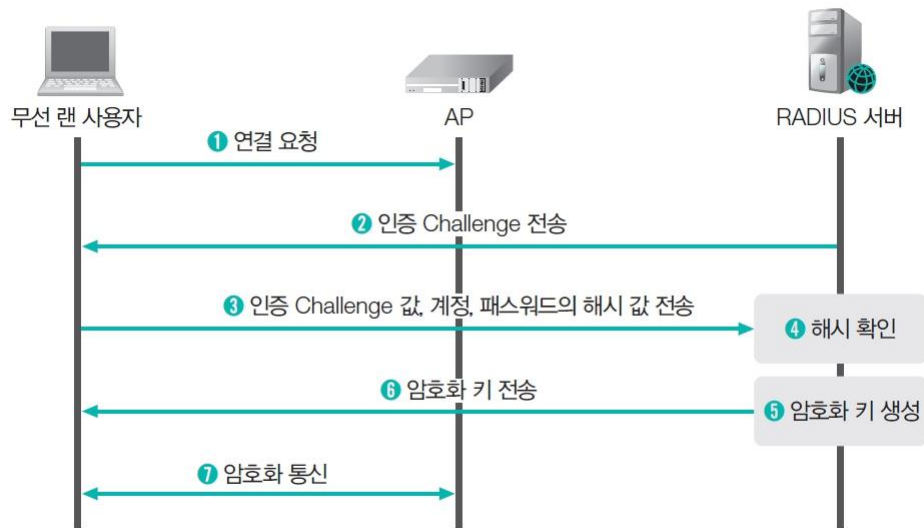 무선 랜 사용자
AP
RADIUS 서버
❶ 연결 요청
❷ 인증 Challenge 전송
❸ 인증 Challenge 값, 계정, 패스워드의 해시 값 전송
❹ 해시 확인
❻ 암호화 키 전송
❺ 암호화 키 생성
❼ 암호화 통신